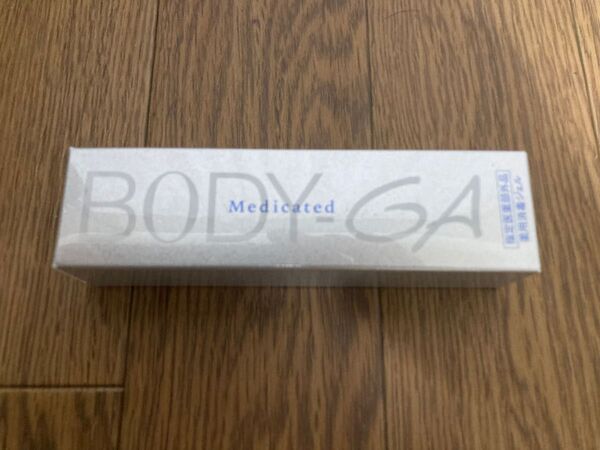 BODY-GA
Medicated
指定医薬部外品
薬用消毒ジェル